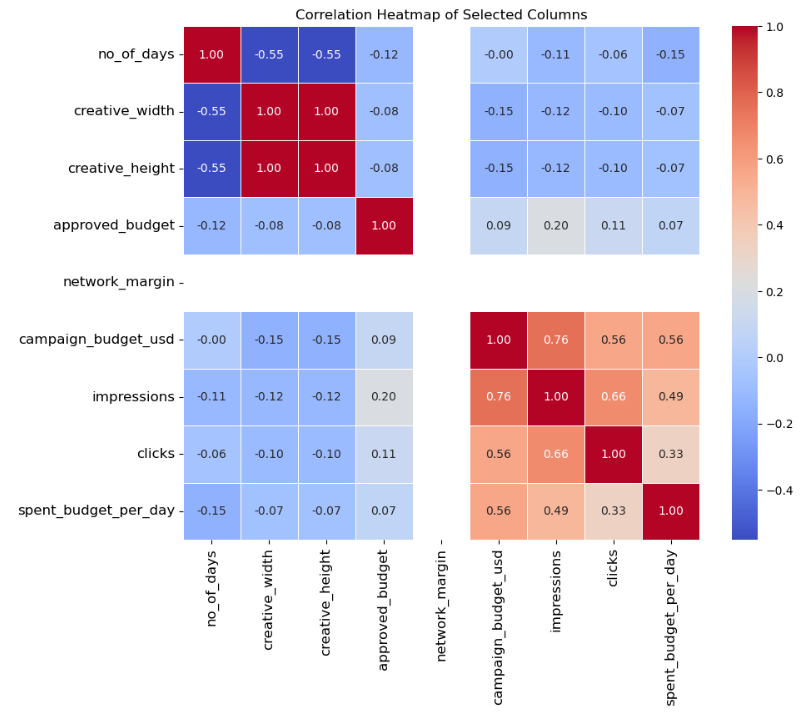 Correlation Heatmap of Selected Columns
no_of_days 1.00 -0.55 -0.55 -0.12 -0.00 -0.11 -0.06 -0.15
creative_width -0.55 1.00 1.00 -0.08 -0.15 -0.12 -0.10 -0.07
creative_height -0.55 1.00 1.00 -0.08 -0.15 -0.12 -0.10 -0.07
approved_budget -0.12 -0.08 -0.08 1.00 0.09 0.20 0.11 0.07
network_margin
campaign_budget_usd -0.00 -0.15 -0.15 0.09 1.00 0.76 0.56 0.56
impressions -0.11 -0.12 -0.12 0.20 0.76 1.00 0.66 0.49
clicks -0.06 -0.10 -0.10 0.11 0.56 0.66 1.00 0.33
spent_budget_per_day -0.15 -0.07 -0.07 0.07 0.56 0.49 0.33 1.00
no_of_days
creative_width
creative_height
approved_budget
network_margin
campaign_budget_usd
impressions
clicks
spent_budget_per_day
1.0
0.8
0.6
0.4
0.2
0.0
−0.2
−0.4